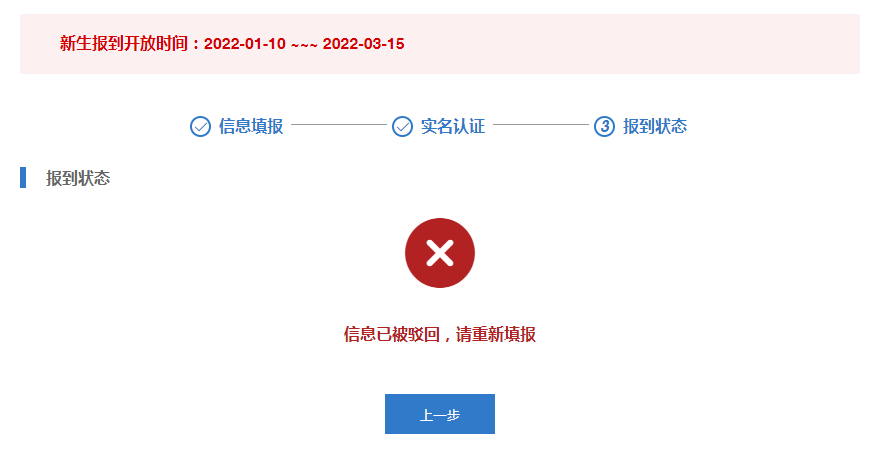 新生报到开放时间：2022-01-10 ~~~ 2022-03-15
信息填报 实名认证 3 报到状态
报到状态
信息已被驳回，请重新填报
上一步